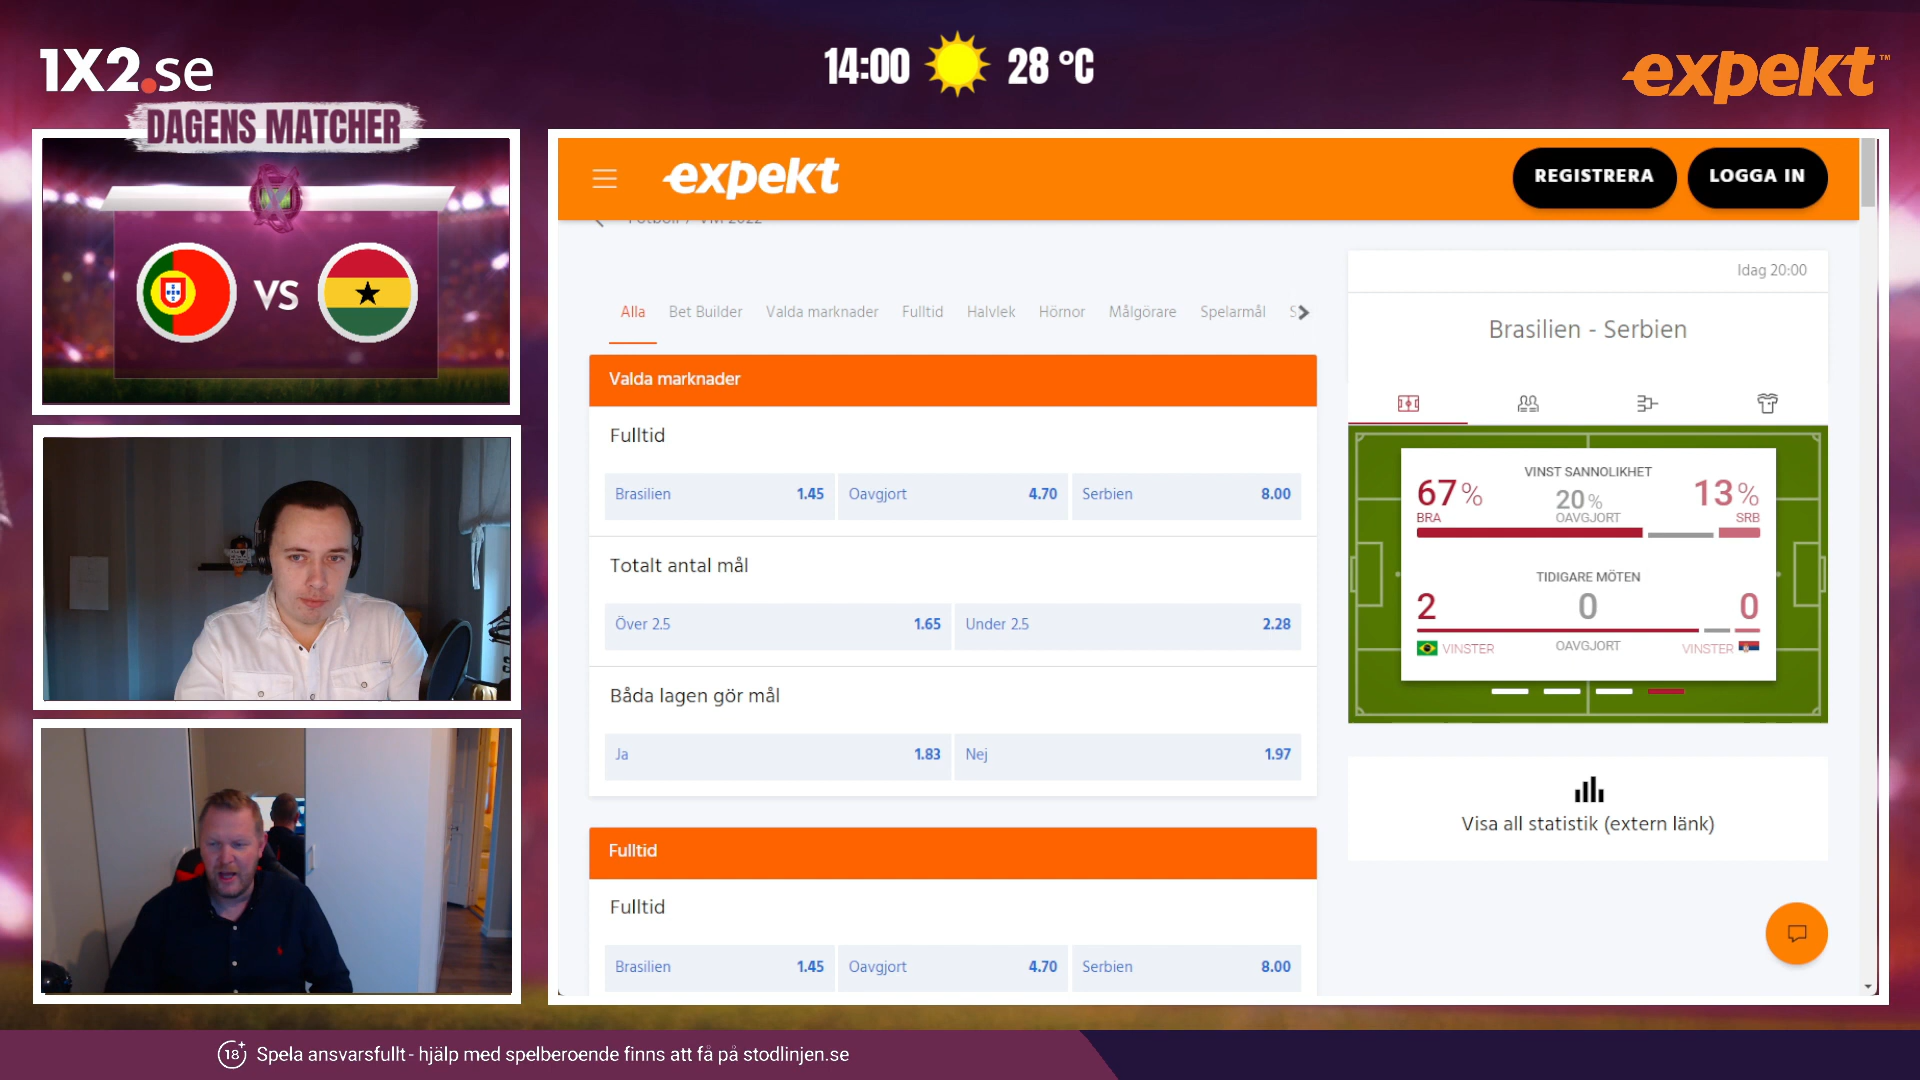 1X2.se
14:00
28 °C
expekt™
DAGENS MATCHER
VS
expekt
REGISTRERA
LOGGA IN
Fotboll / VM 2022
Alla
Bet Builder
Valda marknader
Fulltid
Halvlek
Hörnor
Målgörare
Spelarmål
Valda marknader
Fulltid
Brasilien 1.45
Oavgjort 4.70
Serbien 8.00
Totalt antal mål
Över 2.5 1.65
Under 2.5 2.28
Båda lagen gör mål
Ja 1.83
Nej 1.97
Fulltid
Fulltid
Brasilien 1.45
Oavgjort 4.70
Serbien 8.00
Idag 20:00
Brasilien - Serbien
VINST SANNOLIKHET
67% 20% 13%
BRA OAVGJORT SRB
TIDIGARE MÖTEN
2 0 0
VINSTER OAVGJORT VINSTER
Visa all statistik (extern länk)
18+ Spela ansvarsfullt - hjälp med spelberoende finns att få på stodlinjen.se